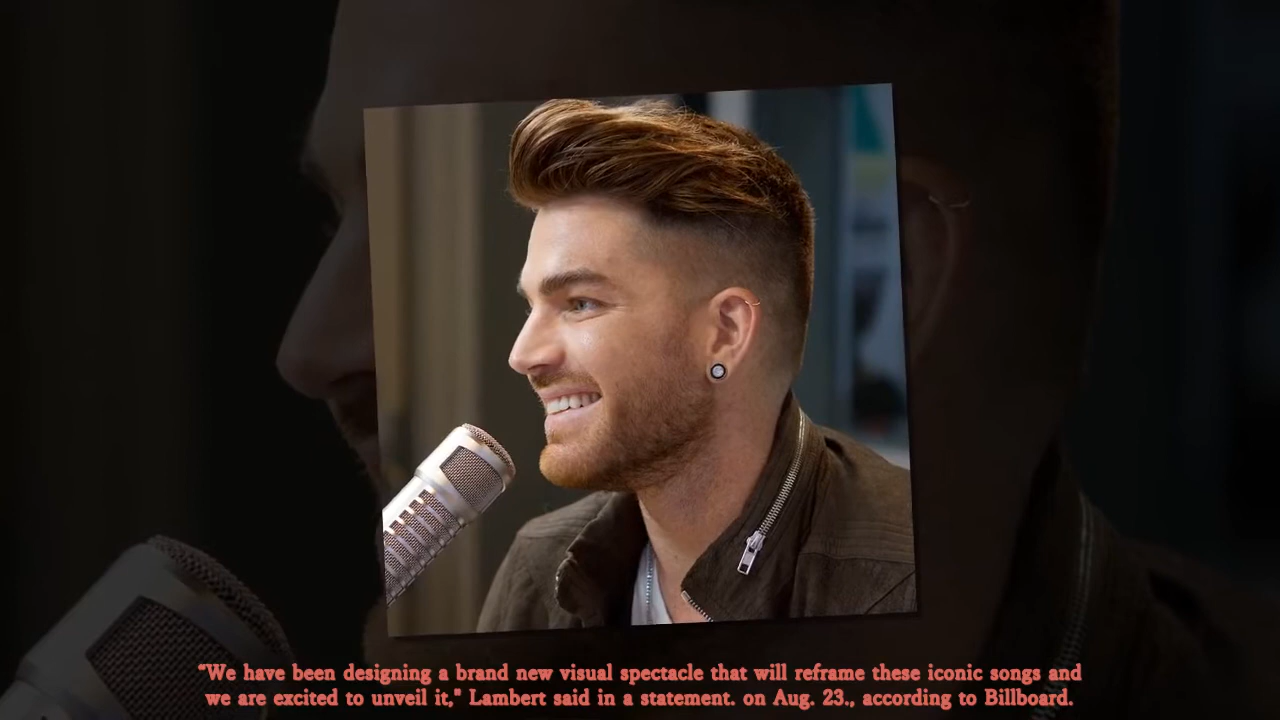 “We have been designing a brand new visual spectacle that will reframe these iconic songs and
we are excited to unveil it," Lambert said in a statement. on Aug. 23., according to Billboard.